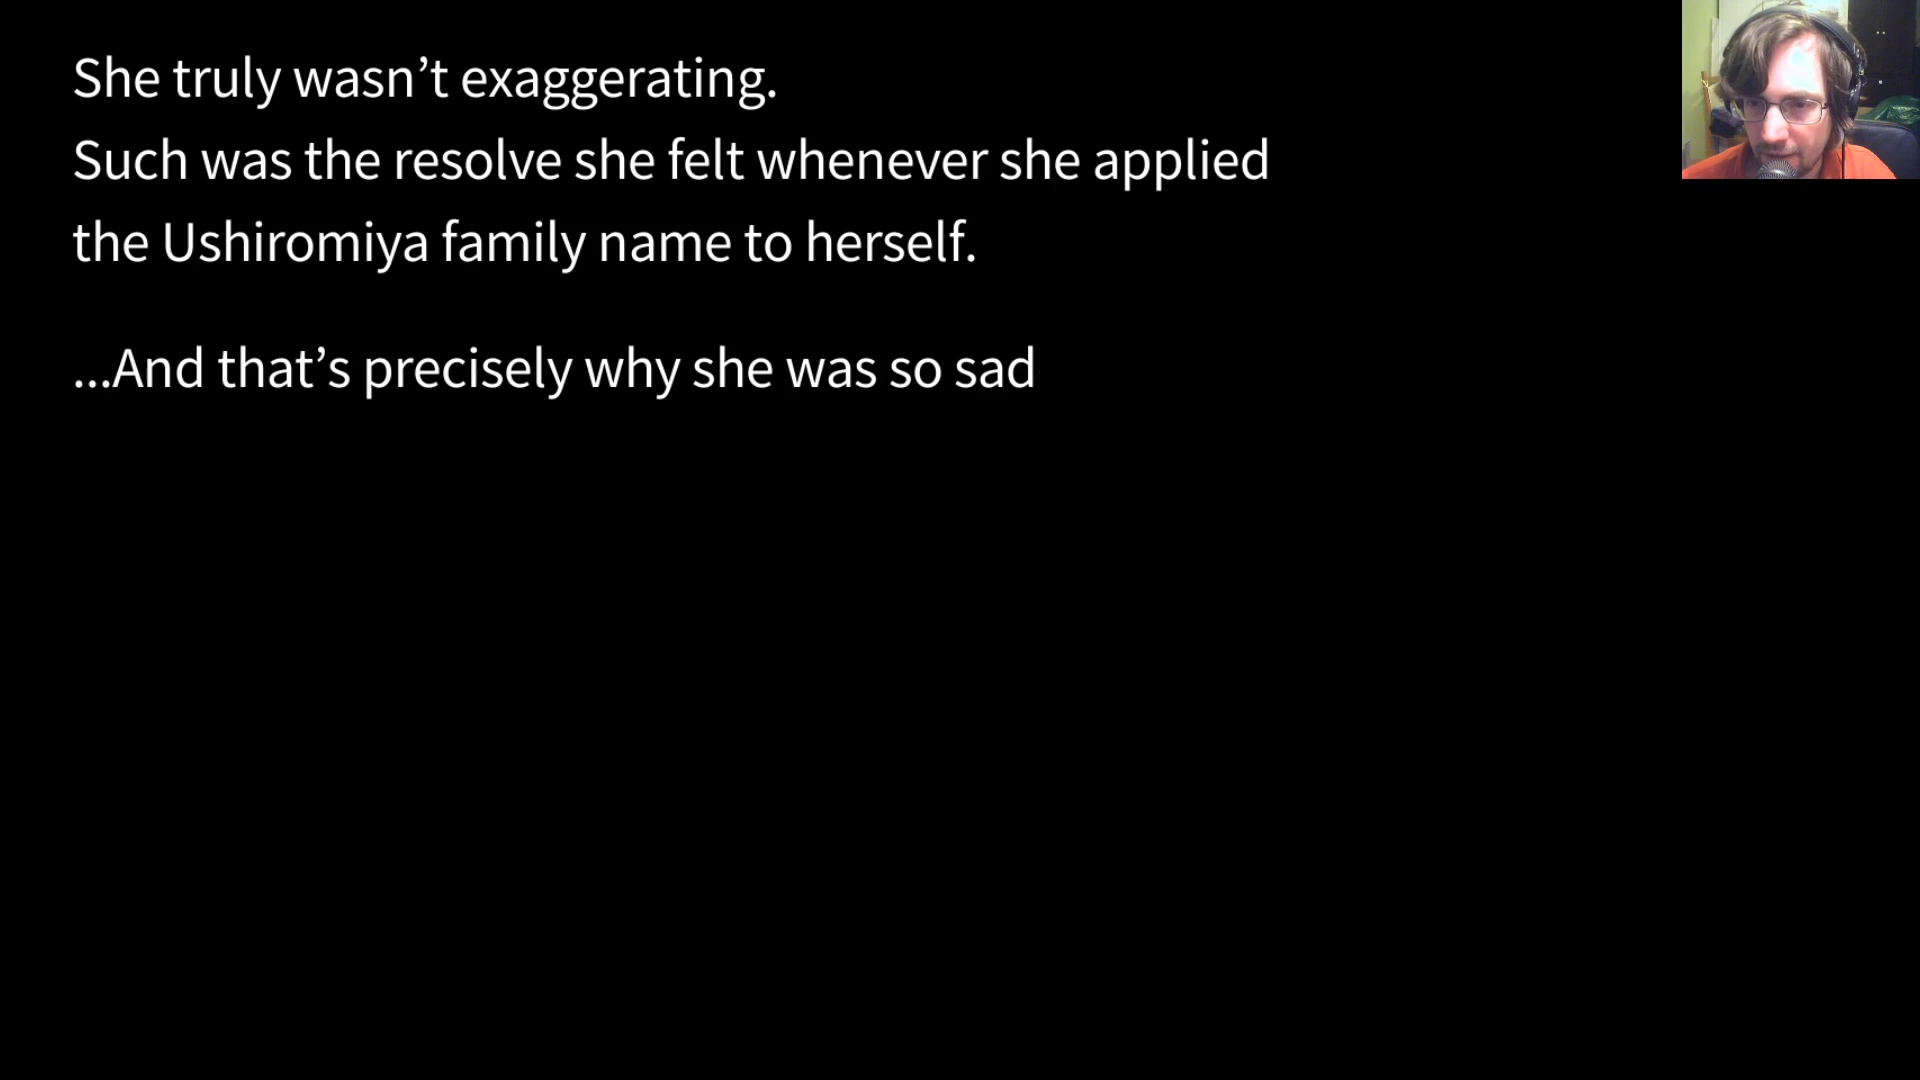 She truly wasn’t exaggerating.
Such was the resolve she felt whenever she applied
the Ushiromiya family name to herself.
...And that’s precisely why she was so sad